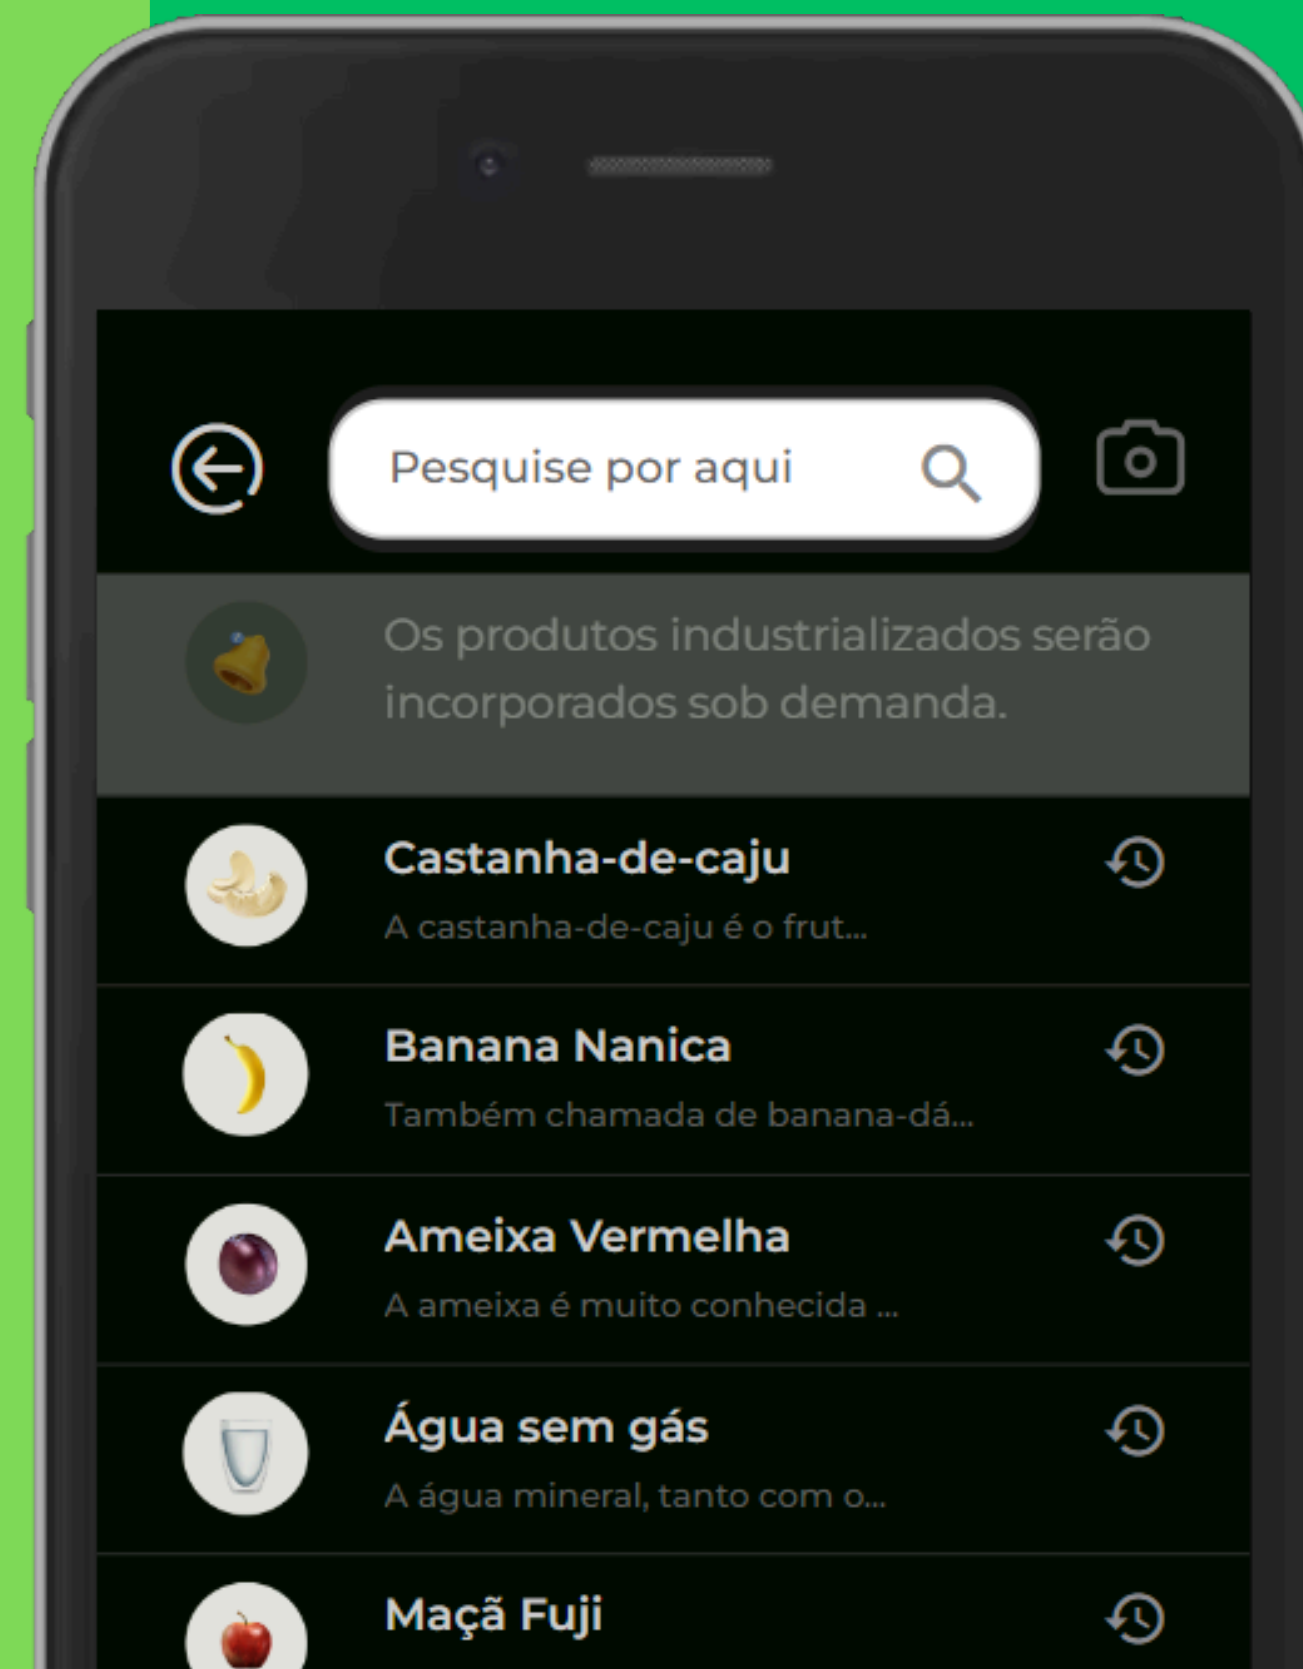 Pesquise por aqui
Os produtos industrializados serão
incorporados sob demanda.
Castanha-de-caju
A castanha-de-caju é o frut...
Banana Nanica
Também chamada de banana-dá...
Ameixa Vermelha
A ameixa é muito conhecida ...
Água sem gás
A água mineral, tanto com o...
Maçã Fuji